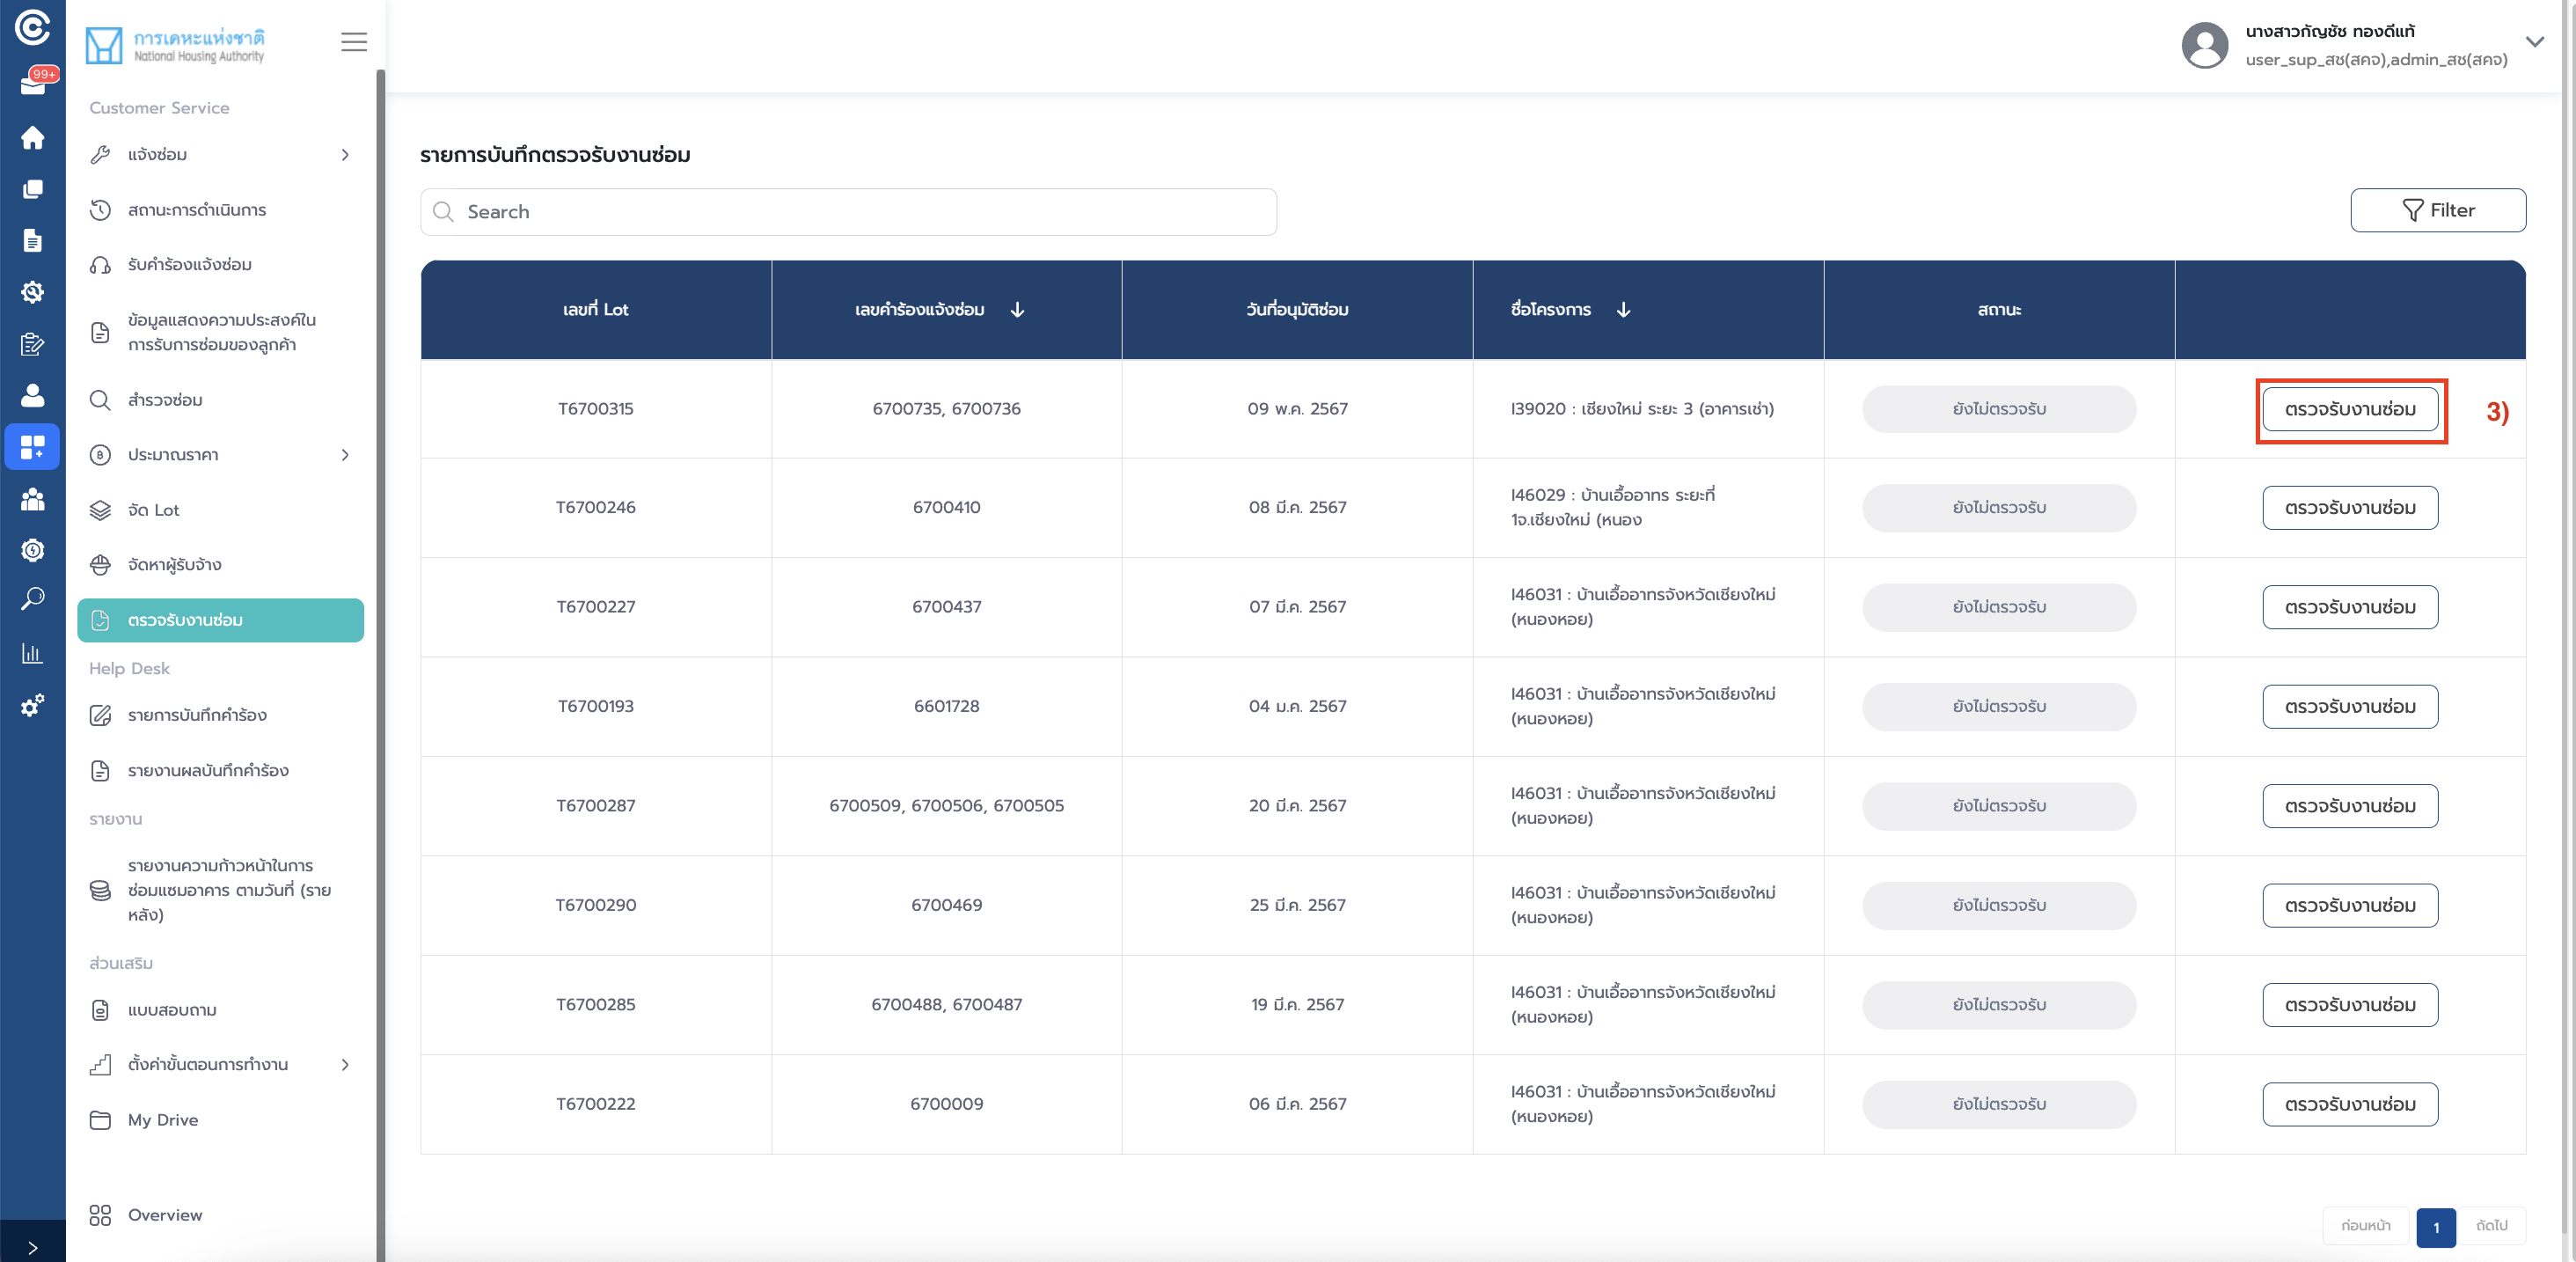 99+
การเคหะแห่งชาติ
National Housing Authority
Customer Service
แจ้งซ่อม
สถานะการดำเนินการ
รับคำร้องแจ้งซ่อม
ข้อมูลแสดงความประสงค์ใน
การรับการซ่อมของลูกค้า
สำรวจซ่อม
ประมาณราคา
จัด Lot
จัดหาผู้รับจ้าง
ตรวจรับงานซ่อม
Help Desk
รายการบันทึกคำร้อง
รายงานผลบันทึกคำร้อง
รายงาน
รายงานความก้าวหน้าในการ
ซ่อมแซมอาคาร ตามวันที่ (ราย
หลัง)
ส่วนเสริม
แบบสอบถาม
ตั้งค่าขั้นตอนการทำงาน
My Drive
Overview
นางสาวกัญชัช ทองดีแท้
user_sup_สช(สคจ),admin_สช(สคจ)
รายการบันทึกตรวจรับงานซ่อม
Search
Filter
เลขที่ Lot เลขคำร้องแจ้งซ่อม วันที่อนุมัติซ่อม ชื่อโครงการ สถานะ
T6700315 6700735, 6700736 09 พ.ค. 2567 I39020 : เชียงใหม่ ระยะ 3 (อาคารเช่า) ยังไม่ตรวจรับ ตรวจรับงานซ่อม 3)
T6700246 6700410 08 มี.ค. 2567 I46029 : บ้านเอื้ออาทร ระยะที่
1จ.เชียงใหม่ (หนอง ยังไม่ตรวจรับ ตรวจรับงานซ่อม
T6700227 6700437 07 มี.ค. 2567 I46031 : บ้านเอื้ออาทรจังหวัดเชียงใหม่
(หนองหอย) ยังไม่ตรวจรับ ตรวจรับงานซ่อม
T6700193 6601728 04 ม.ค. 2567 I46031 : บ้านเอื้ออาทรจังหวัดเชียงใหม่
(หนองหอย) ยังไม่ตรวจรับ ตรวจรับงานซ่อม
T6700287 6700509, 6700506, 6700505 20 มี.ค. 2567 I46031 : บ้านเอื้ออาทรจังหวัดเชียงใหม่
(หนองหอย) ยังไม่ตรวจรับ ตรวจรับงานซ่อม
T6700290 6700469 25 มี.ค. 2567 I46031 : บ้านเอื้ออาทรจังหวัดเชียงใหม่
(หนองหอย) ยังไม่ตรวจรับ ตรวจรับงานซ่อม
T6700285 6700488, 6700487 19 มี.ค. 2567 I46031 : บ้านเอื้ออาทรจังหวัดเชียงใหม่
(หนองหอย) ยังไม่ตรวจรับ ตรวจรับงานซ่อม
T6700222 6700009 06 มี.ค. 2567 I46031 : บ้านเอื้ออาทรจังหวัดเชียงใหม่
(หนองหอย) ยังไม่ตรวจรับ ตรวจรับงานซ่อม
ก่อนหน้า 1 ถัดไป